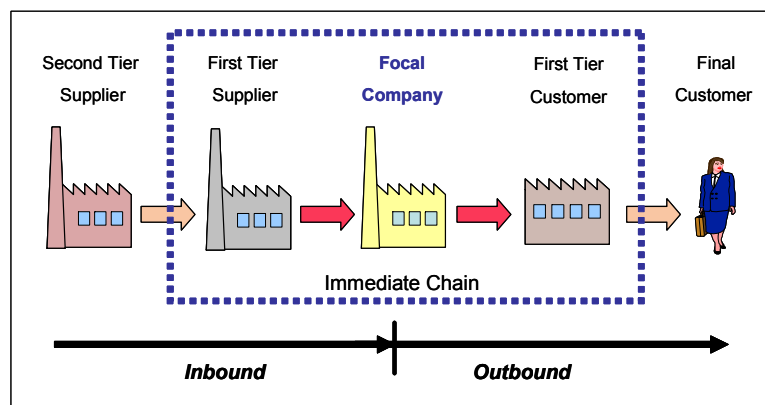 Second Tier
Supplier
First Tier
Supplier
Focal
Company
First Tier
Customer
Final
Customer
Immediate Chain
Inbound
Outbound